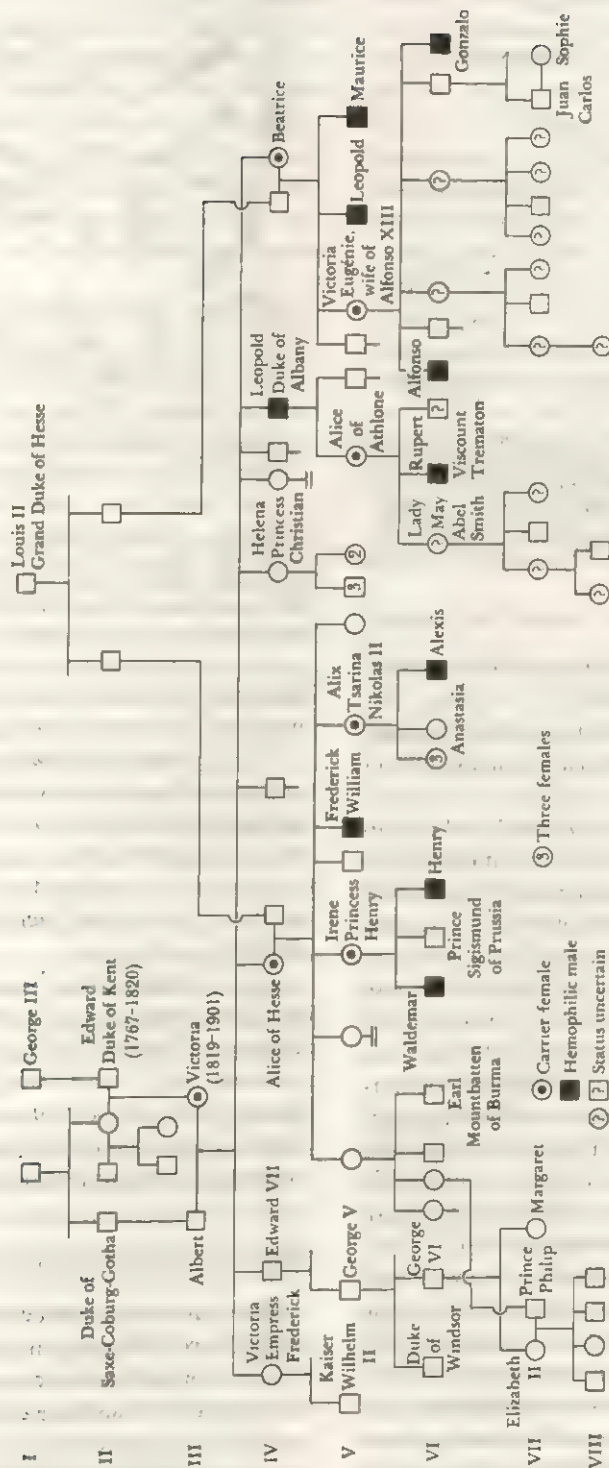 I
II
III
IV
V
VI
VII
VIII
George III
Louis II
Grand Duke of Hesse
Duke of
Saxe-Coburg-Gotha
Edward
Duke of Kent
(1767-1820)
Albert
Victoria
(1819-1901)
Victoria
Empress
Frederick
Edward VII
Alice of Hesse
Helena
Princess
Christian
Leopold
Duke of
Albany
Beatrice
Kaiser
Wilhelm
II
George V
Irene
Princess
Henry
Frederick
William
Alix
Tsarina
Nikolas II
3
2
Alice
of
Athlone
Victoria
Eugénie,
wife of
Alfonso XIII
Leopold
Maurice
Duke
of
Windsor
George
VI
Earl
Mountbatten
of Burma
Waldemar
Prince
Sigismund
of Prussia
Henry
3
Anastasia
Alexis
Lady
May
Abel
Smith
?
Rupert
Viscount
Trematon
?
Alfonso
?
?
Gonzalo
Elizabeth
II
Prince
Philip
Margaret
?
?
?
?
?
?
?
Juan
Carlos
Sophie
?
?
Carrier female
Hemophilic male
? ? Status uncertain
3 Three females